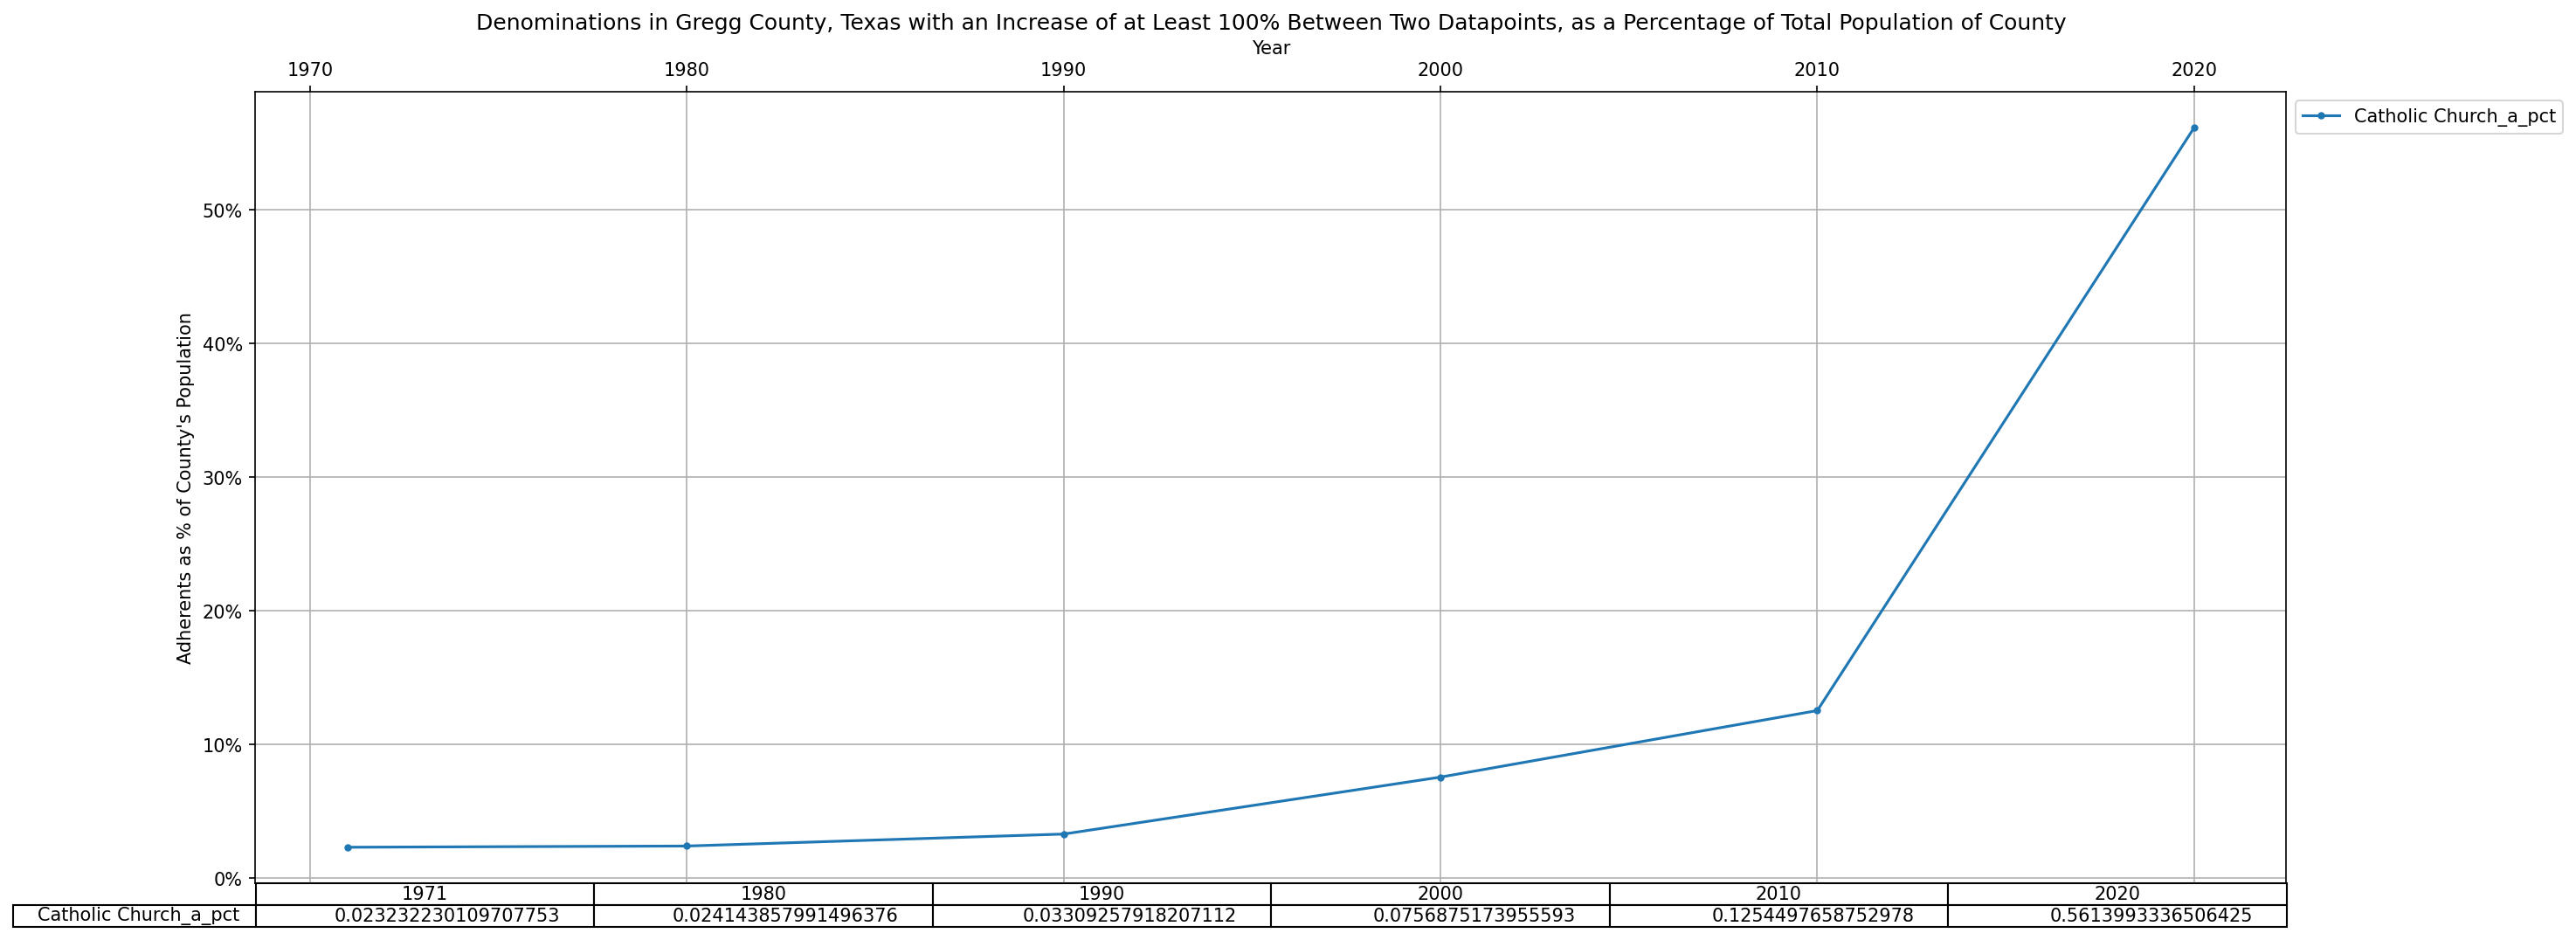 Denominations in Gregg County, Texas with an Increase of at Least 100% Between Two Datapoints, as a Percentage of Total Population of County
Year
1970 1980 1990 2000 2010 2020
Catholic Church_a_pct
Adherents as % of County's Population
50%
40%
30%
20%
10%
0%
1971 1980 1990 2000 2010 2020
Catholic Church_a_pct 0.023232230109707753 0.024143857991496376 0.03309257918207112 0.0756875173955593 0.1254497658752978 0.5613993336506425